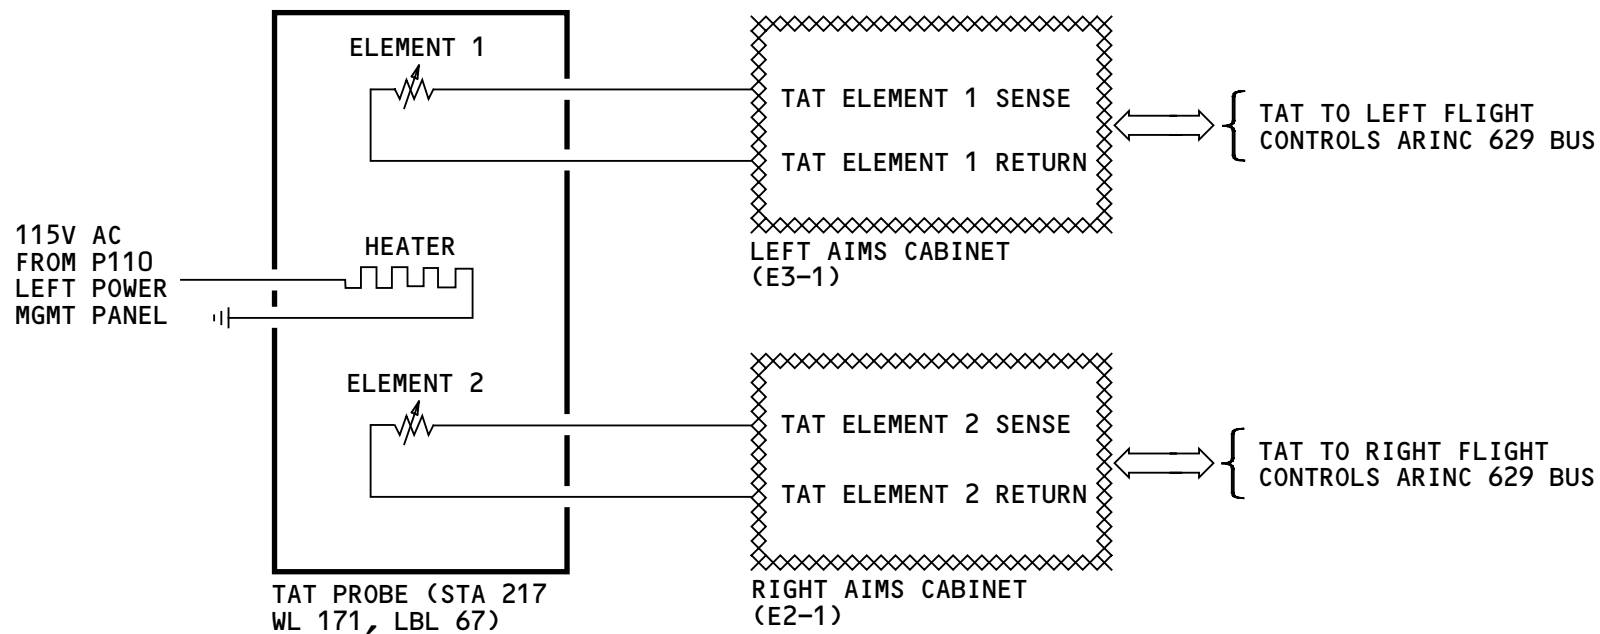 ELEMENT 1
TAT ELEMENT 1 SENSE
TAT ELEMENT 1 RETURN
TAT TO LEFT FLIGHT
CONTROLS ARINC 629 BUS
LEFT AIMS CABINET
(E3-1)
115V AC
FROM P110
LEFT POWER
MGMT PANEL
HEATER
ELEMENT 2
TAT ELEMENT 2 SENSE
TAT ELEMENT 2 RETURN
TAT TO RIGHT FLIGHT
CONTROLS ARINC 629 BUS
RIGHT AIMS CABINET
(E2-1)
TAT PROBE (STA 217
WL 171, LBL 67)